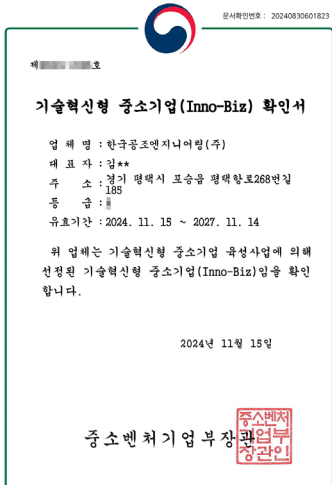 문서확인번호 : 20240830601823
제 호
기술혁신형 중소기업(Inno-Biz) 확인서
업 체 명 : 한국공조엔지니어링(주)
대 표 자 : 김**
주 소 : 경기 평택시 포승읍 평택항로268번길
185
등 급 :
유효기간 : 2024. 11. 15 ~ 2027. 11. 14
위 업체는 기술혁신형 중소기업 육성사업에 의해
선정된 기술혁신형 중소기업(Inno-Biz)임을 확인
합니다.
2024년 11월 15일
중소벤처기업부장관
중소벤처
기업부
장관인